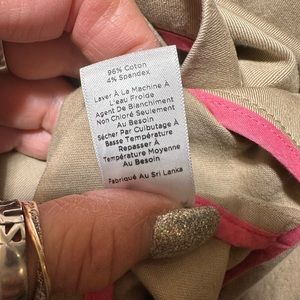 96% Coton
4% Spandex
Laver À La Machine À
L'eau Froide
Agent De Blanchiment
Non Chloré Seulement
Au Besoin
Sécher Par Culbutage À
Basse Température
Repasser À
Température Moyenne
Au Besoin
Fabriqué Au Sri Lanka